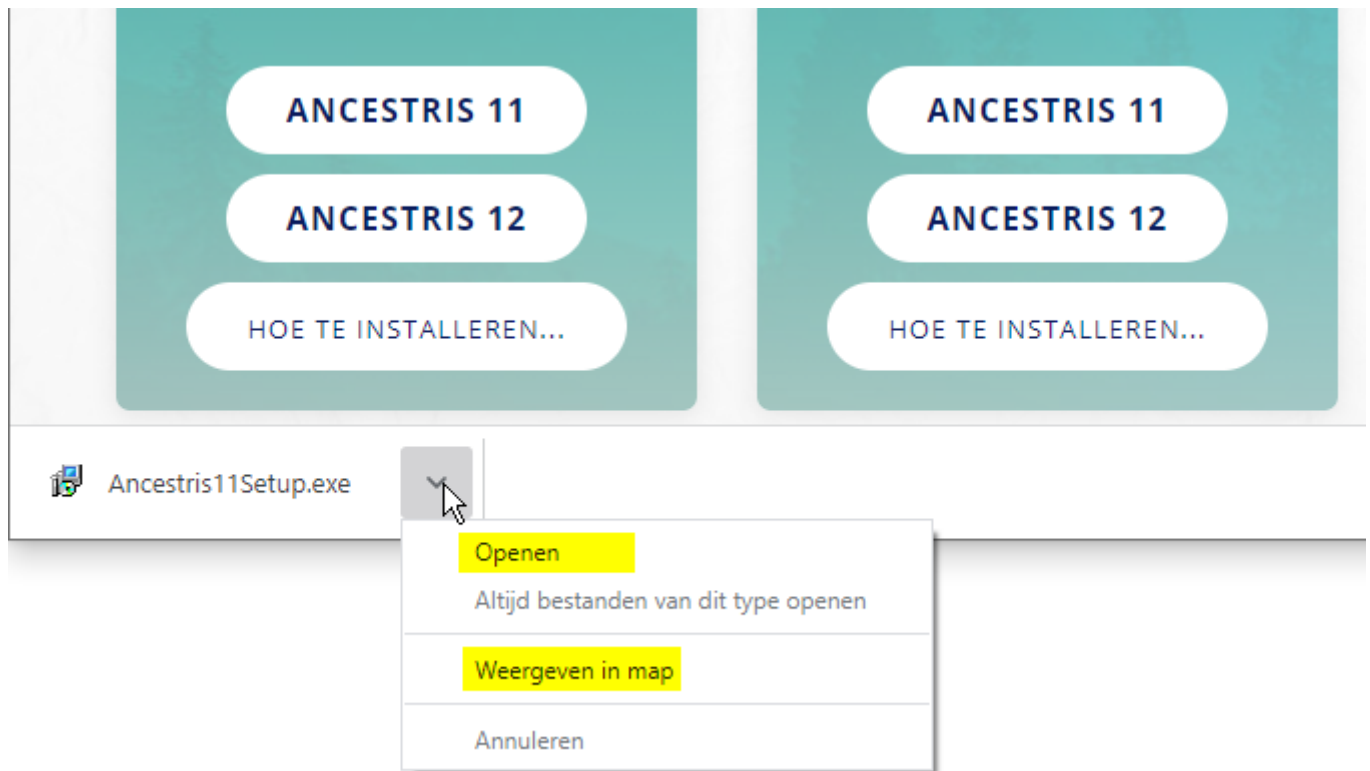 ANCESTRIS 11
ANCESTRIS 12
HOE TE INSTALLEREN...
ANCESTRIS 11
ANCESTRIS 12
HOE TE INSTALLEREN...
Ancestris11Setup.exe
Openen
Altijd bestanden van dit type openen
Weergeven in map
Annuleren